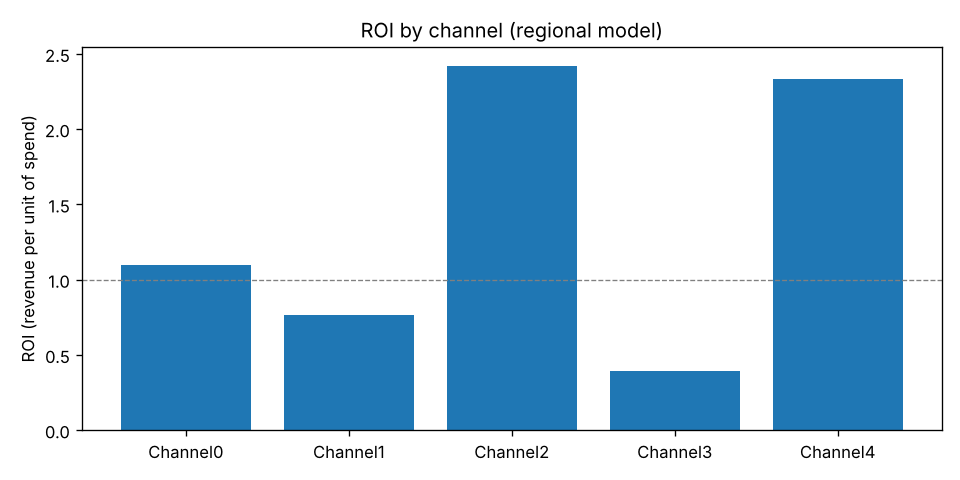 ROI by channel (regional model)
ROI (revenue per unit of spend)
2.5
2.0
1.5
1.0
0.5
0.0
Channel0
Channel1
Channel2
Channel3
Channel4